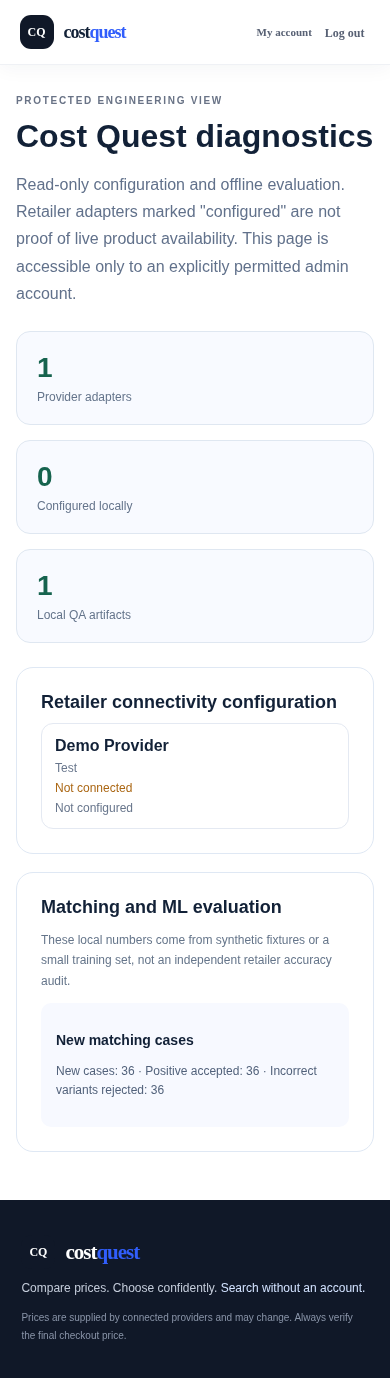 CQ costquest My account Log out
PROTECTED ENGINEERING VIEW
Cost Quest diagnostics
Read-only configuration and offline evaluation.
Retailer adapters marked "configured" are not
proof of live product availability. This page is
accessible only to an explicitly permitted admin
account.
1
Provider adapters
0
Configured locally
1
Local QA artifacts
Retailer connectivity configuration
Demo Provider
Test
Not connected
Not configured
Matching and ML evaluation
These local numbers come from synthetic fixtures or a
small training set, not an independent retailer accuracy
audit.
New matching cases
New cases: 36 · Positive accepted: 36 · Incorrect
variants rejected: 36
CQ costquest
Compare prices. Choose confidently. Search without an account.
Prices are supplied by connected providers and may change. Always verify
the final checkout price.